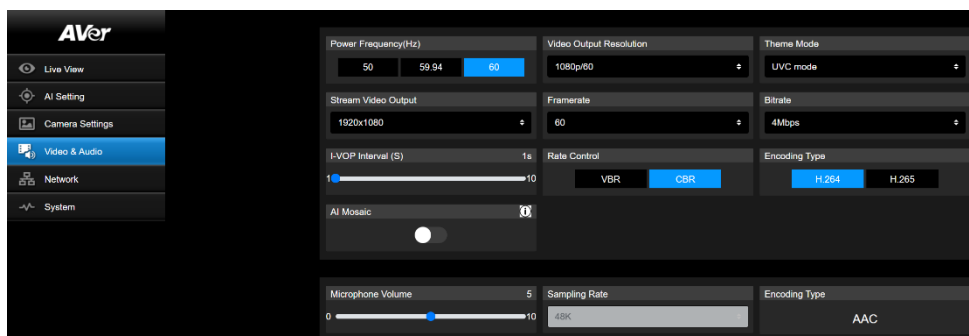 AVer
Live View
AI Setting
Camera Settings
Video & Audio
Network
System
Power Frequency(Hz)
50 59.94 60
Video Output Resolution
1080p/60
Theme Mode
UVC mode
Stream Video Output
1920x1080
Framerate
60
Bitrate
4Mbps
I-VOP Interval (S) 1s
1 10
Rate Control
VBR CBR
Encoding Type
H.264 H.265
AI Mosaic
Microphone Volume 5
0 10
Sampling Rate
48K
Encoding Type
AAC